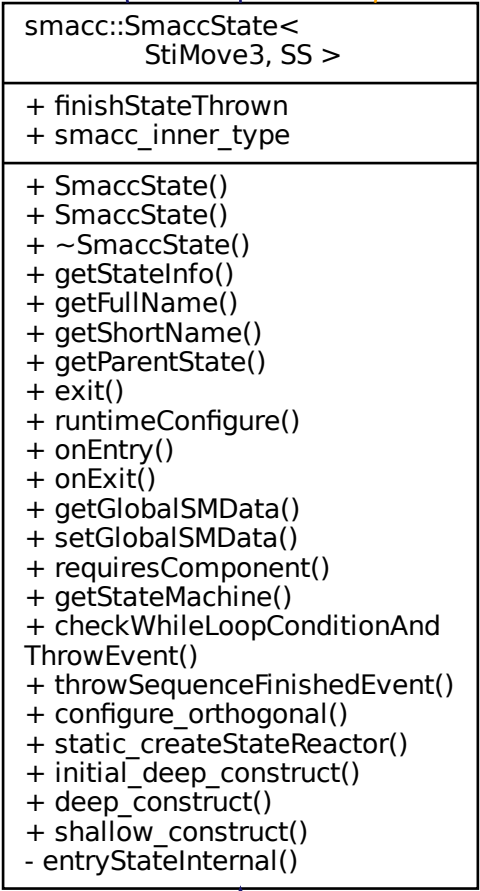 smacc::SmaccState<
StiMove3, SS >
+ finishStateThrown
+ smacc_inner_type
+ SmaccState()
+ SmaccState()
+ ~SmaccState()
+ getStateInfo()
+ getFullName()
+ getShortName()
+ getParentState()
+ exit()
+ runtimeConfigure()
+ onEntry()
+ onExit()
+ getGlobalSMData()
+ setGlobalSMData()
+ requiresComponent()
+ getStateMachine()
+ checkWhileLoopConditionAnd
ThrowEvent()
+ throwSequenceFinishedEvent()
+ configure_orthogonal()
+ static_createStateReactor()
+ initial_deep_construct()
+ deep_construct()
+ shallow_construct()
- entryStateInternal()